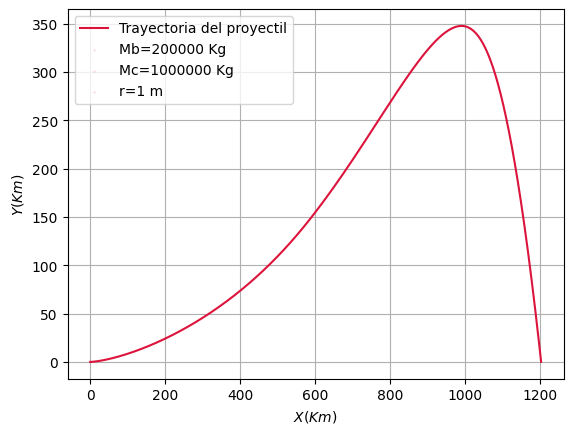 Trayectoria del proyectil
Mb=200000 Kg
Mc=1000000 Kg
r=1 m
350
300
250
200
150
100
50
0
Y(Km)
0 200 400 600 800 1000 1200
X(Km)